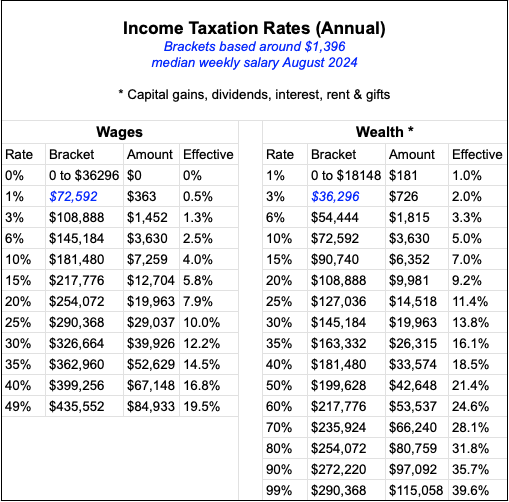 Income Taxation Rates (Annual)
Brackets based around $1,396
median weekly salary August 2024
* Capital gains, dividends, interest, rent & gifts
Wages
Rate Bracket Amount Effective
0% 0 to $36296 $0 0%
1% $72,592 $363 0.5%
3% $108,888 $1,452 1.3%
6% $145,184 $3,630 2.5%
10% $181,480 $7,259 4.0%
15% $217,776 $12,704 5.8%
20% $254,072 $19,963 7.9%
25% $290,368 $29,037 10.0%
30% $326,664 $39,926 12.2%
35% $362,960 $52,629 14.5%
40% $399,256 $67,148 16.8%
49% $435,552 $84,933 19.5%
Wealth *
Rate Bracket Amount Effective
1% 0 to $18148 $181 1.0%
3% $36,296 $726 2.0%
6% $54,444 $1,815 3.3%
10% $72,592 $3,630 5.0%
15% $90,740 $6,352 7.0%
20% $108,888 $9,981 9.2%
25% $127,036 $14,518 11.4%
30% $145,184 $19,963 13.8%
35% $163,332 $26,315 16.1%
40% $181,480 $33,574 18.5%
50% $199,628 $42,648 21.4%
60% $217,776 $53,537 24.6%
70% $235,924 $66,240 28.1%
80% $254,072 $80,759 31.8%
90% $272,220 $97,092 35.7%
99% $290,368 $115,058 39.6%